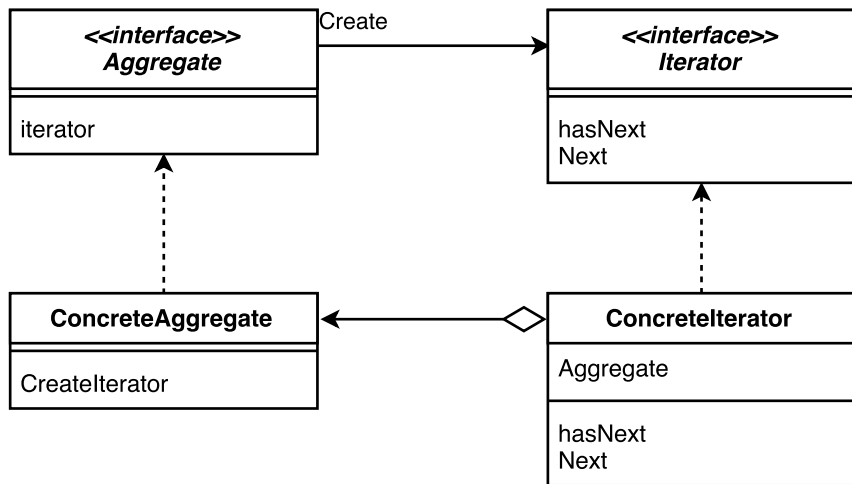 <<interface>>
Aggregate
iterator
Create
<<interface>>
Iterator
hasNext
Next
ConcreteAggregate
CreateIterator
ConcreteIterator
Aggregate
hasNext
Next